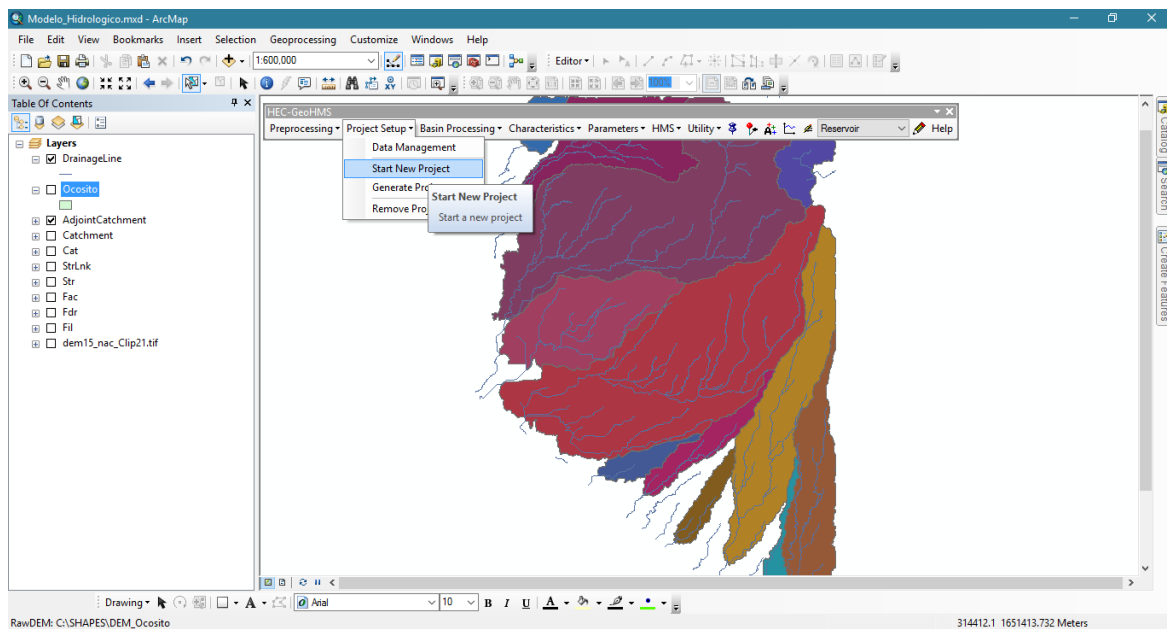 Modelo_Hidrologico.mxd - ArcMap
File Edit View Bookmarks Insert Selection Geoprocessing Customize Windows Help
1:600,000 Editor
100%
Table Of Contents
Layers
DrainageLine
Ocosito
AdjointCatchment
Catchment
Cat
StrLnk
Str
Fac
Fdr
Fil
dem15_nac_Clip21.tif
HEC-GeoHMS
Preprocessing Project Setup Basin Processing Characteristics Parameters HMS Utility Reservoir Help
Data Management
Start New Project
Generate
Remove
Start New Project
Start a new project
Catalog
Search
Create Features
Drawing A Arial 10 B I U A
RawDEM: C:\SHAPES\DEM_Ocosito 314412.1 1651413.732 Meters